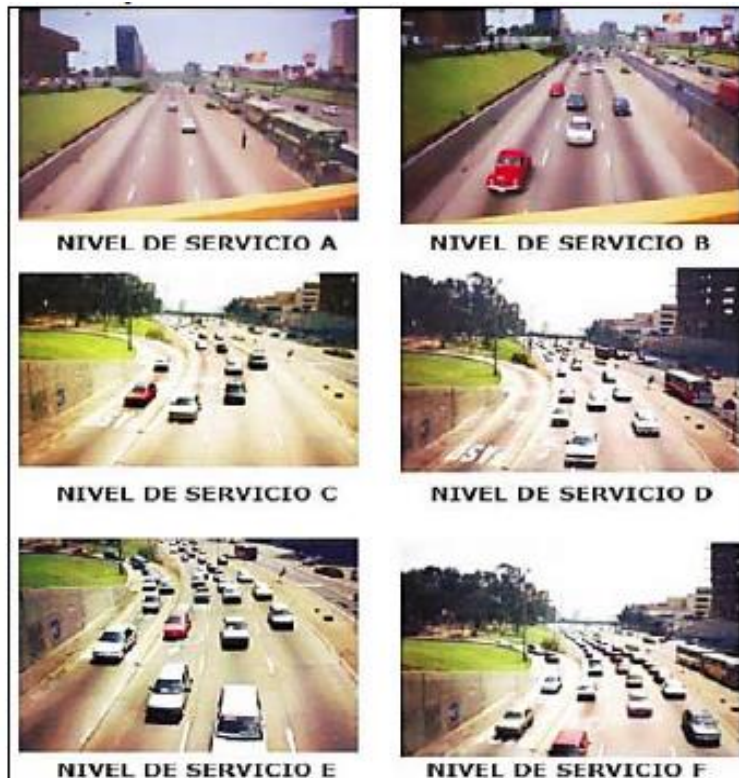 NIVEL DE SERVICIO A
NIVEL DE SERVICIO B
NIVEL DE SERVICIO C
NIVEL DE SERVICIO D
NIVEL DE SERVICIO E
NIVEL DE SERVICIO F